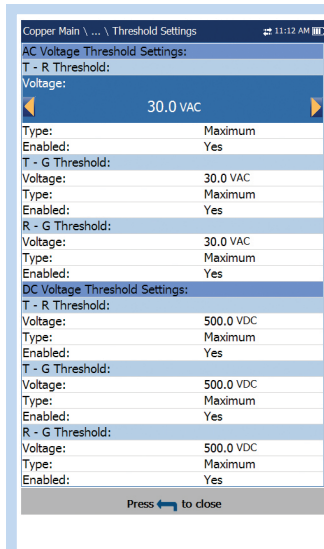 Copper Main \ ... \ Threshold Settings 11:12 AM
AC Voltage Threshold Settings:
T - R Threshold:
Voltage:
30.0 VAC
Type: Maximum
Enabled: Yes
T - G Threshold:
Voltage: 30.0 VAC
Type: Maximum
Enabled: Yes
R - G Threshold:
Voltage: 30.0 VAC
Type: Maximum
Enabled: Yes
DC Voltage Threshold Settings:
T - R Threshold:
Voltage: 500.0 VDC
Type: Maximum
Enabled: Yes
T - G Threshold:
Voltage: 500.0 VDC
Type: Maximum
Enabled: Yes
R - G Threshold:
Voltage: 500.0 VDC
Type: Maximum
Enabled: Yes
Press to close